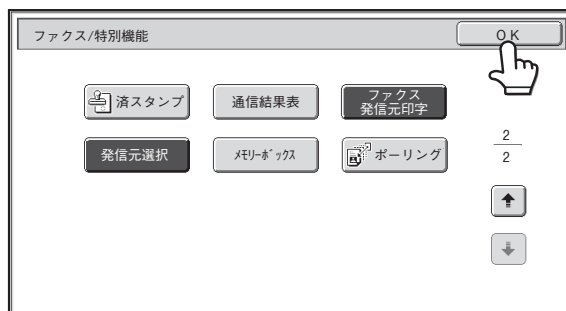 ファクス/特別機能
OK
済スタンプ
通信結果表
ファクス
発信元印字
発信元選択
ﾒﾓﾘｰﾎﾞｯｸｽ
ポーリング
2
2